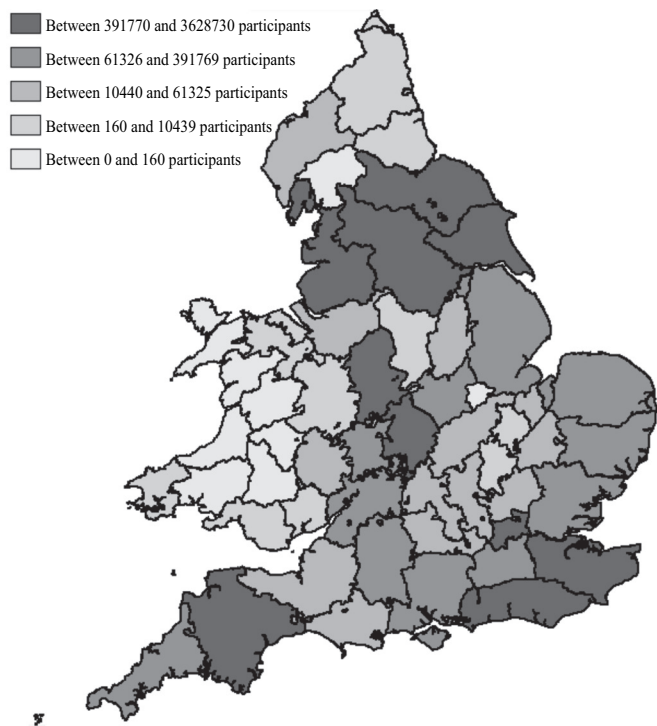 Between 391770 and 3628730 participants
Between 61326 and 391769 participants
Between 10440 and 61325 participants
Between 160 and 10439 participants
Between 0 and 160 participants